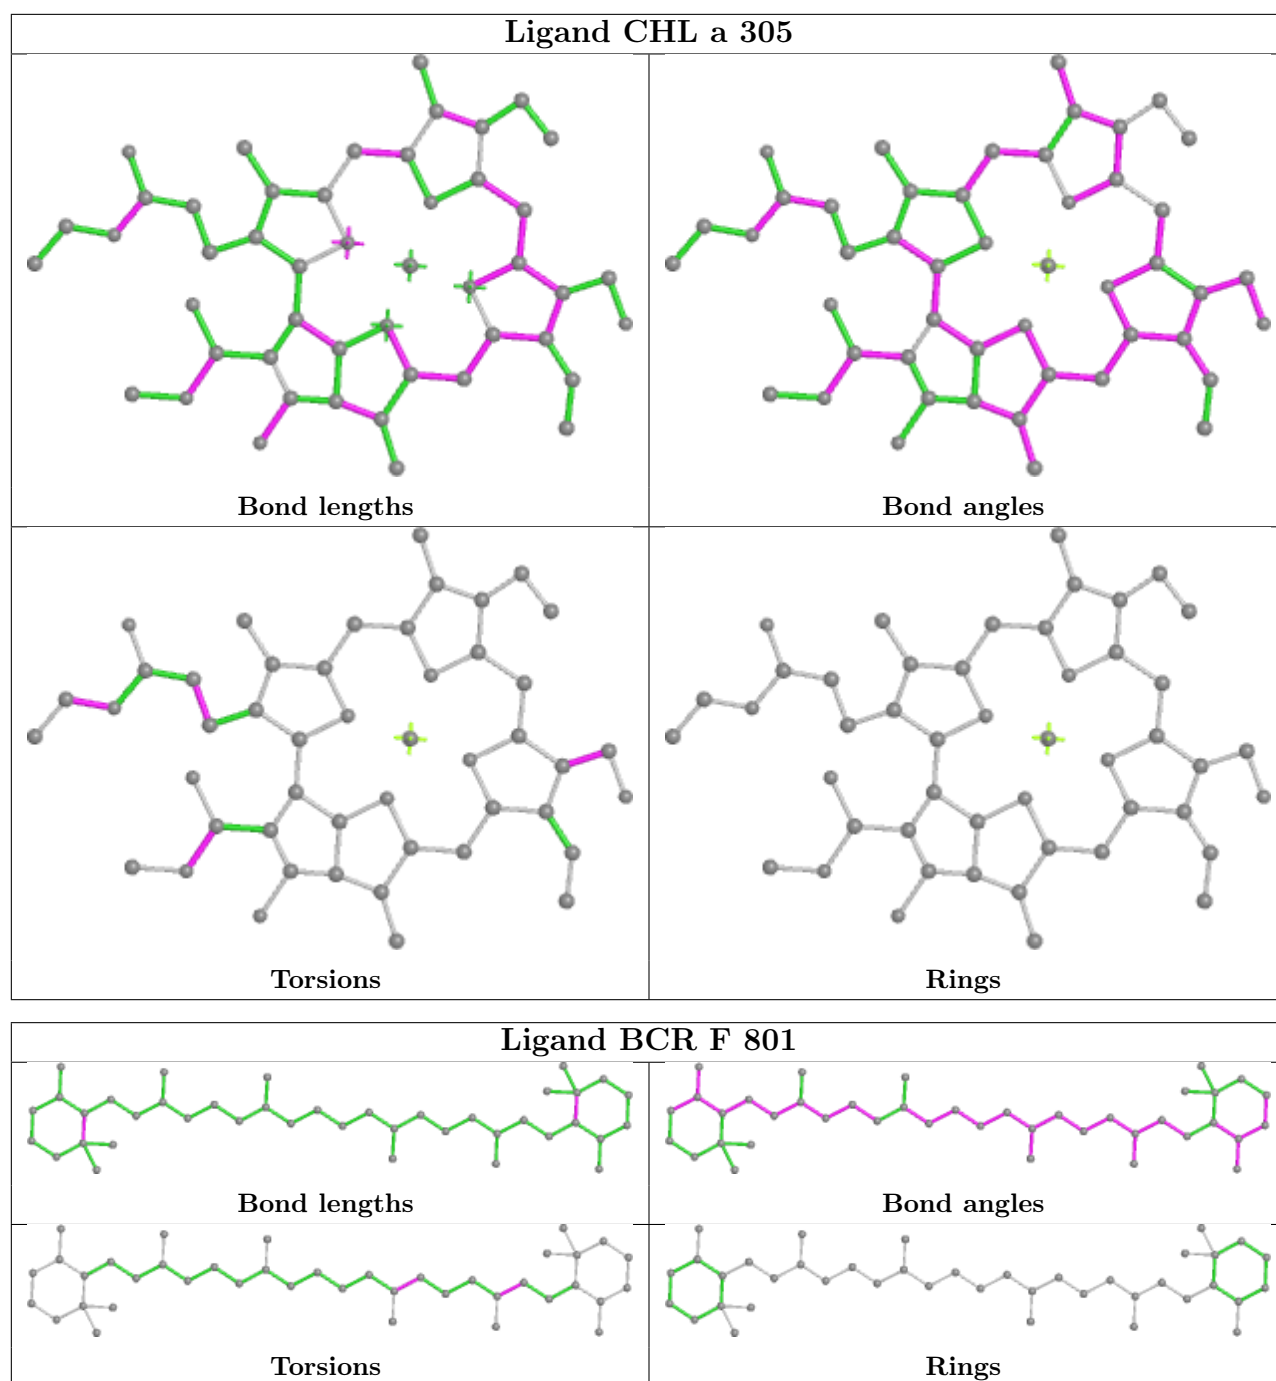 Ligand CHL a 305
Bond lengths
Bond angles
Torsions
Rings
Ligand BCR F 801
Bond lengths
Bond angles
Torsions
Rings